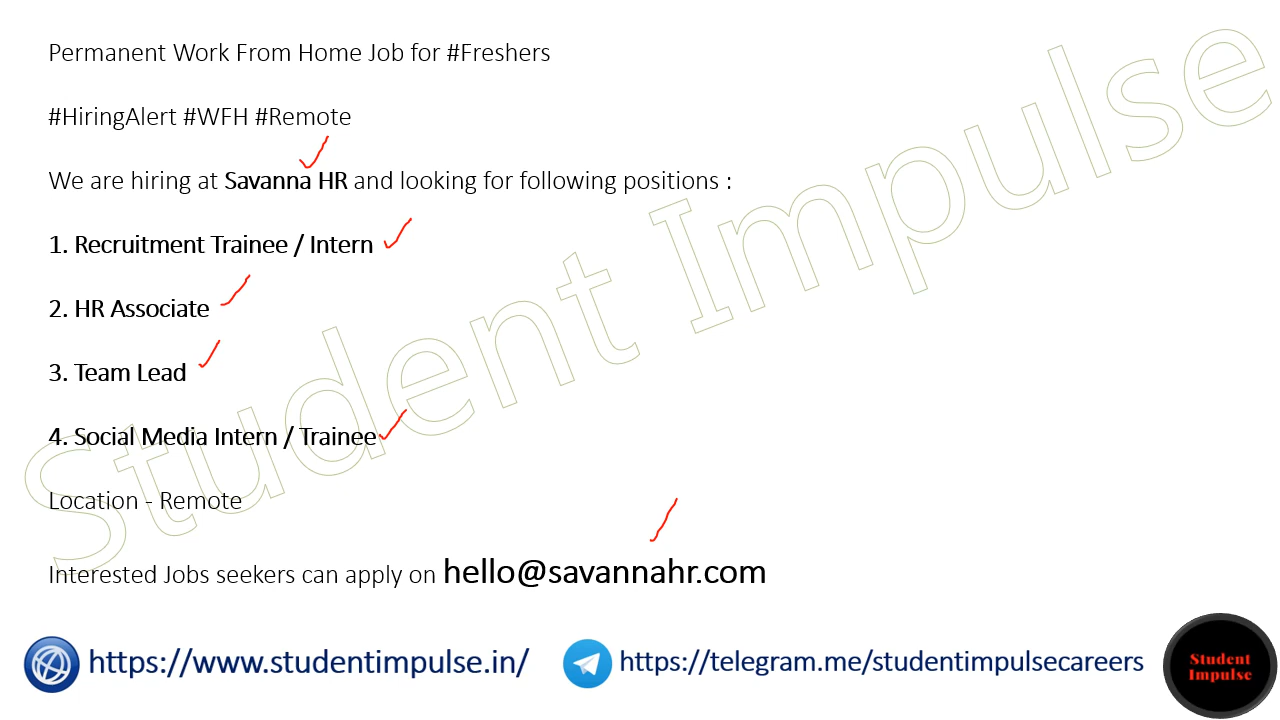 Permanent Work From Home Job for #Freshers
#HiringAlert #WFH #Remote
We are hiring at Savanna HR and looking for following positions :
1. Recruitment Trainee / Intern
2. HR Associate
3. Team Lead
4. Social Media Intern / Trainee
Location - Remote
Interested Jobs seekers can apply on hello@savannahr.com
https://www.studentimpulse.in/
https://telegram.me/studentimpulsecareers
Student
Impulse
Student Impulse